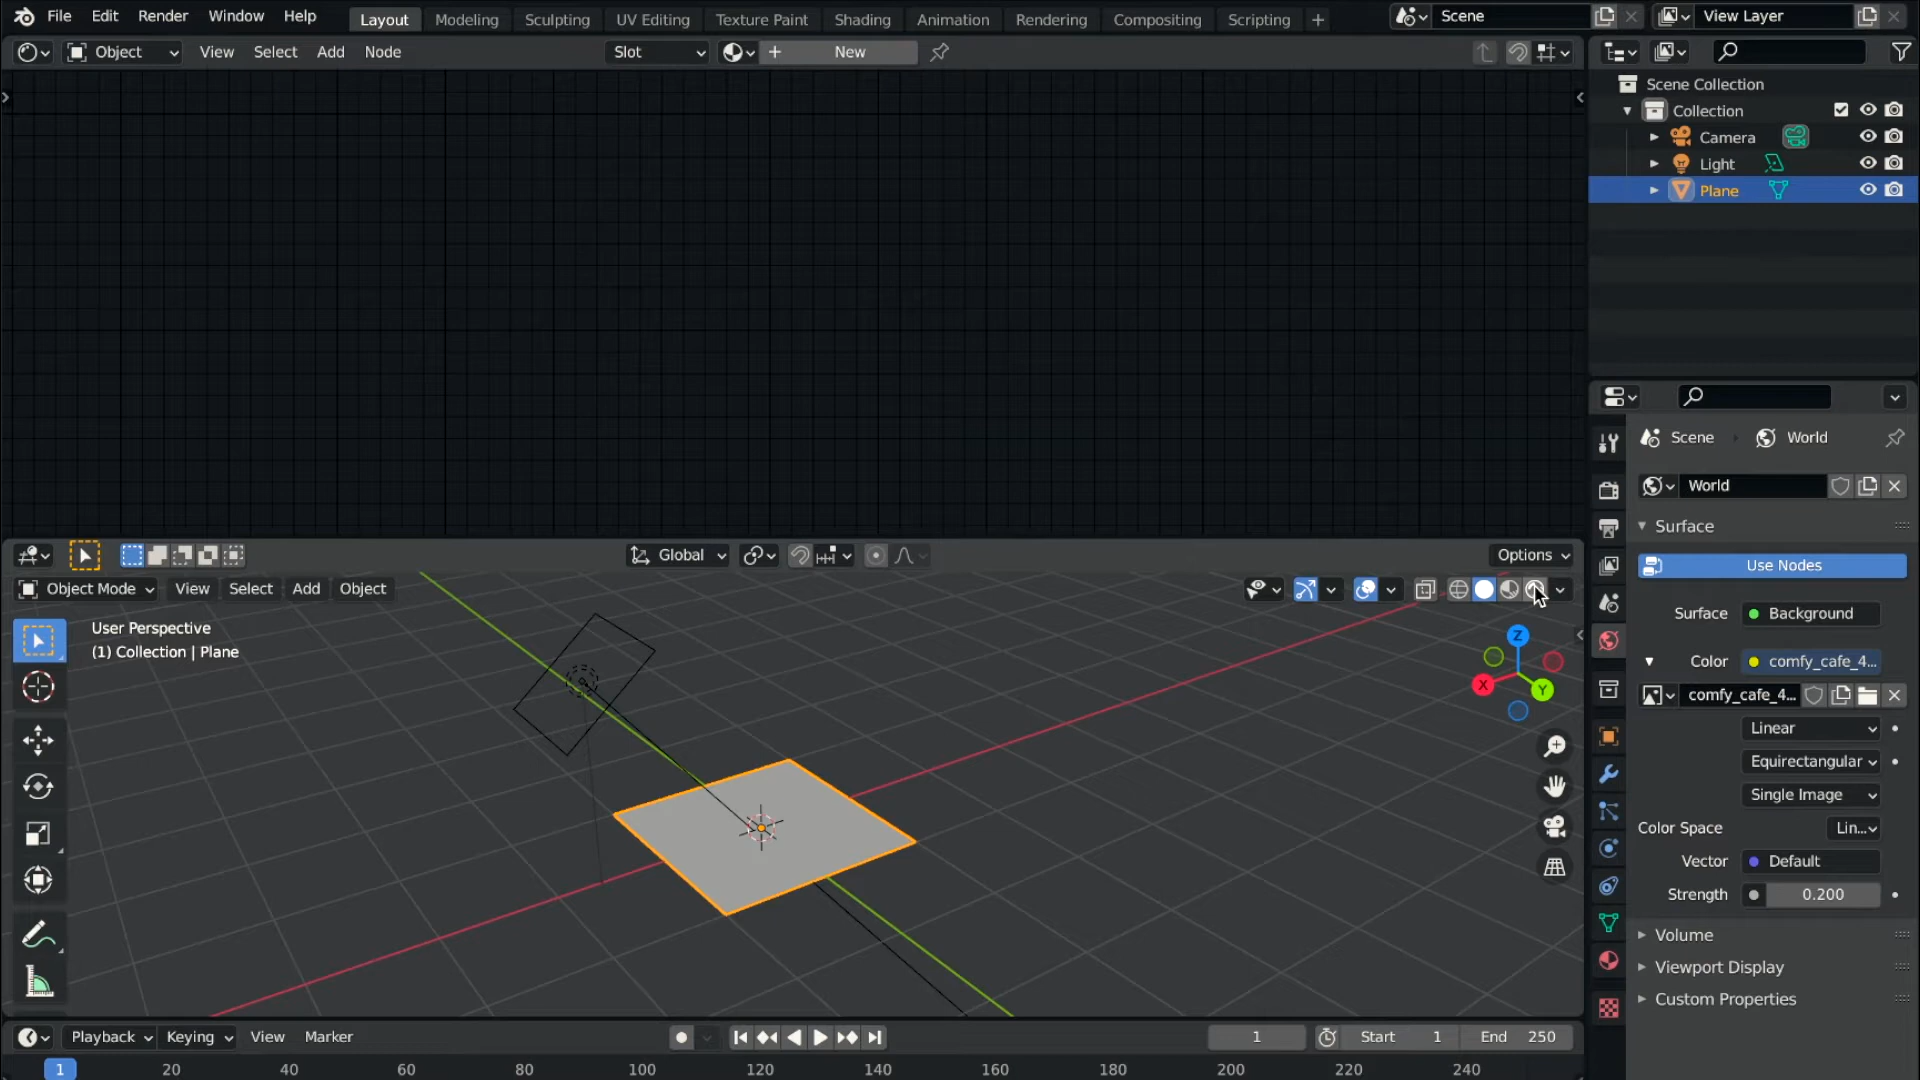 File Edit Render Window Help
Layout Modeling Sculpting UV Editing Texture Paint Shading Animation Rendering Compositing Scripting +
Scene
View Layer
Object View Select Add Node
Slot
+ New
Scene Collection
Collection
Camera
Light
Plane
Scene World
World
Surface
Use Nodes
Surface Background
Color comfy_cafe_4...
comfy_cafe_4...
Linear
Equirectangular
Single Image
Color Space Lin...
Vector Default
Strength 0.200
Volume
Viewport Display
Custom Properties
Global
Options
Object Mode View Select Add Object
User Perspective
(1) Collection | Plane
Z
X
Y
Playback Keying View Marker
1
Start 1
End 250
1 20 40 60 80 100 120 140 160 180 200 220 240